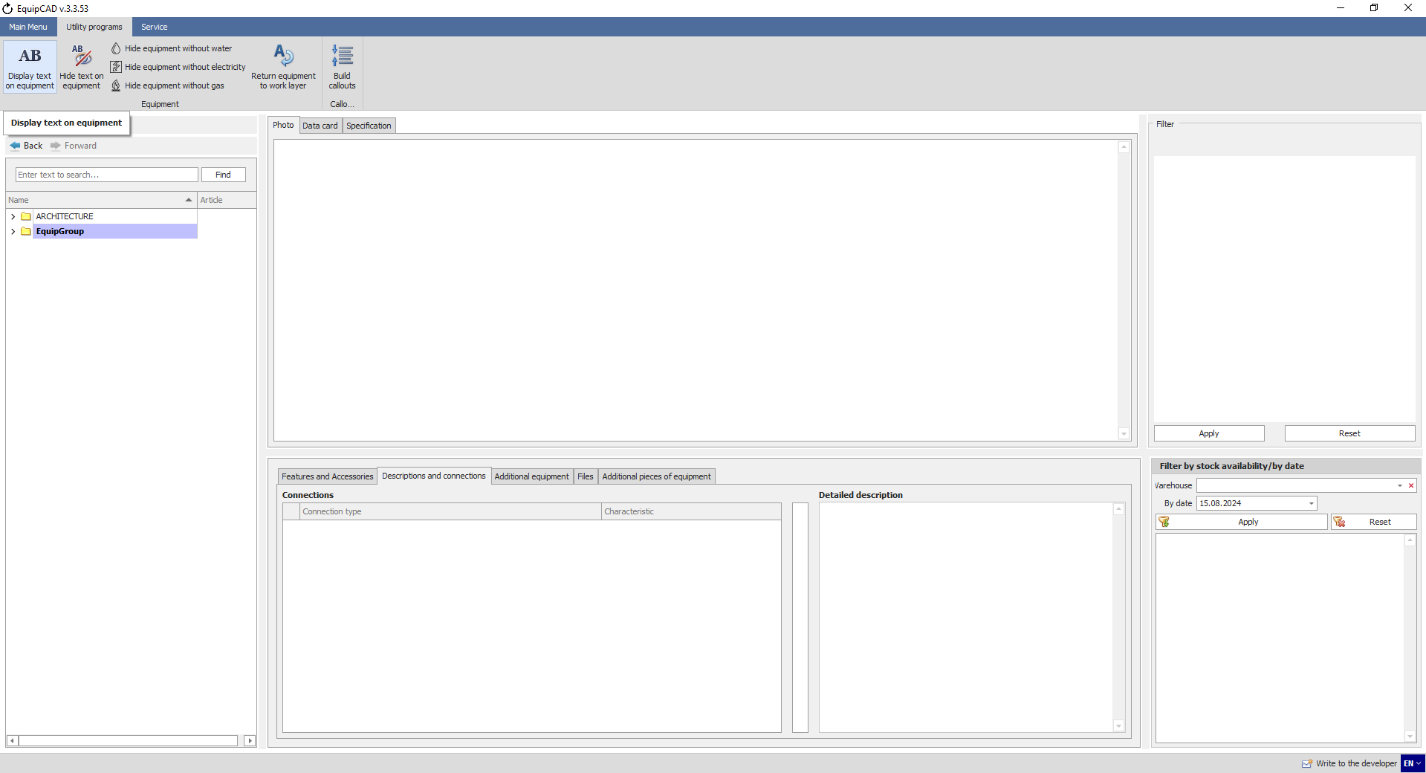 EquipCAD v.3.3.53
Main Menu
Utility programs
Service
AB
Display text
on equipment
AB
Hide text on
equipment
Hide equipment without water
Hide equipment without electricity
Hide equipment without gas
A
Return equipment
to work layer
Build
callouts
Equipment
Callo...
Display text on equipment
Back
Forward
Enter text to search...
Find
Name
Article
ARCHITECTURE
EquipGroup
Photo
Data card
Specification
Filter
Apply
Reset
Features and Accessories
Descriptions and connections
Additional equipment
Files
Additional pieces of equipment
Connections
Connection type
Characteristic
Detailed description
Filter by stock availability/by date
Warehouse
By date
15.08.2024
Apply
Reset
Write to the developer
EN